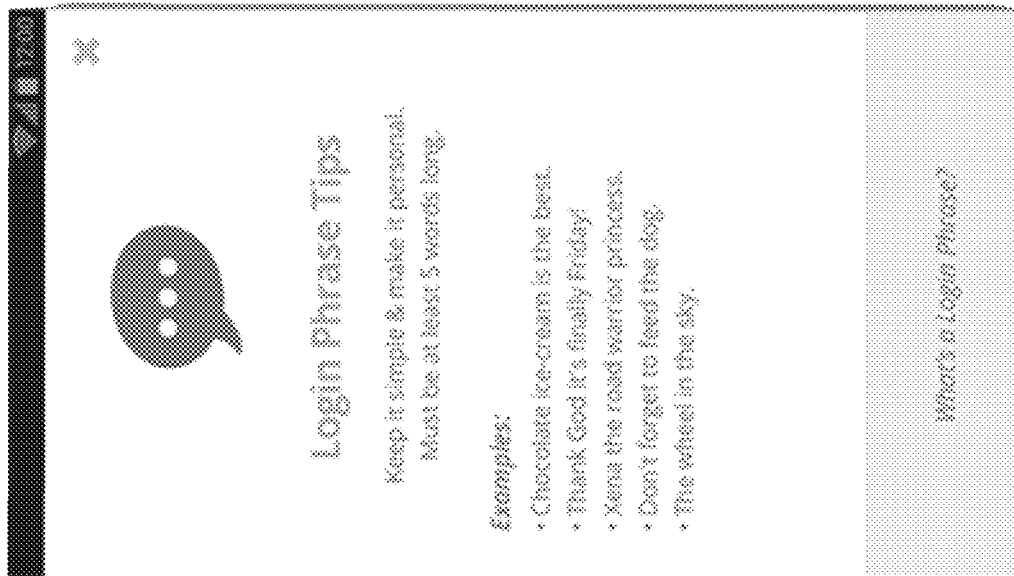 12:00
Login Phrase Tips
Keep it simple & make it personal.
Must be at least 5 words long.
Examples:
• Chocolate ice-cream is the best.
• Thank God it's finally Friday!
• Xena the road warrior princess.
• Don't forget to feed the dog.
• The wheel in the sky.
What's a Login Phrase?